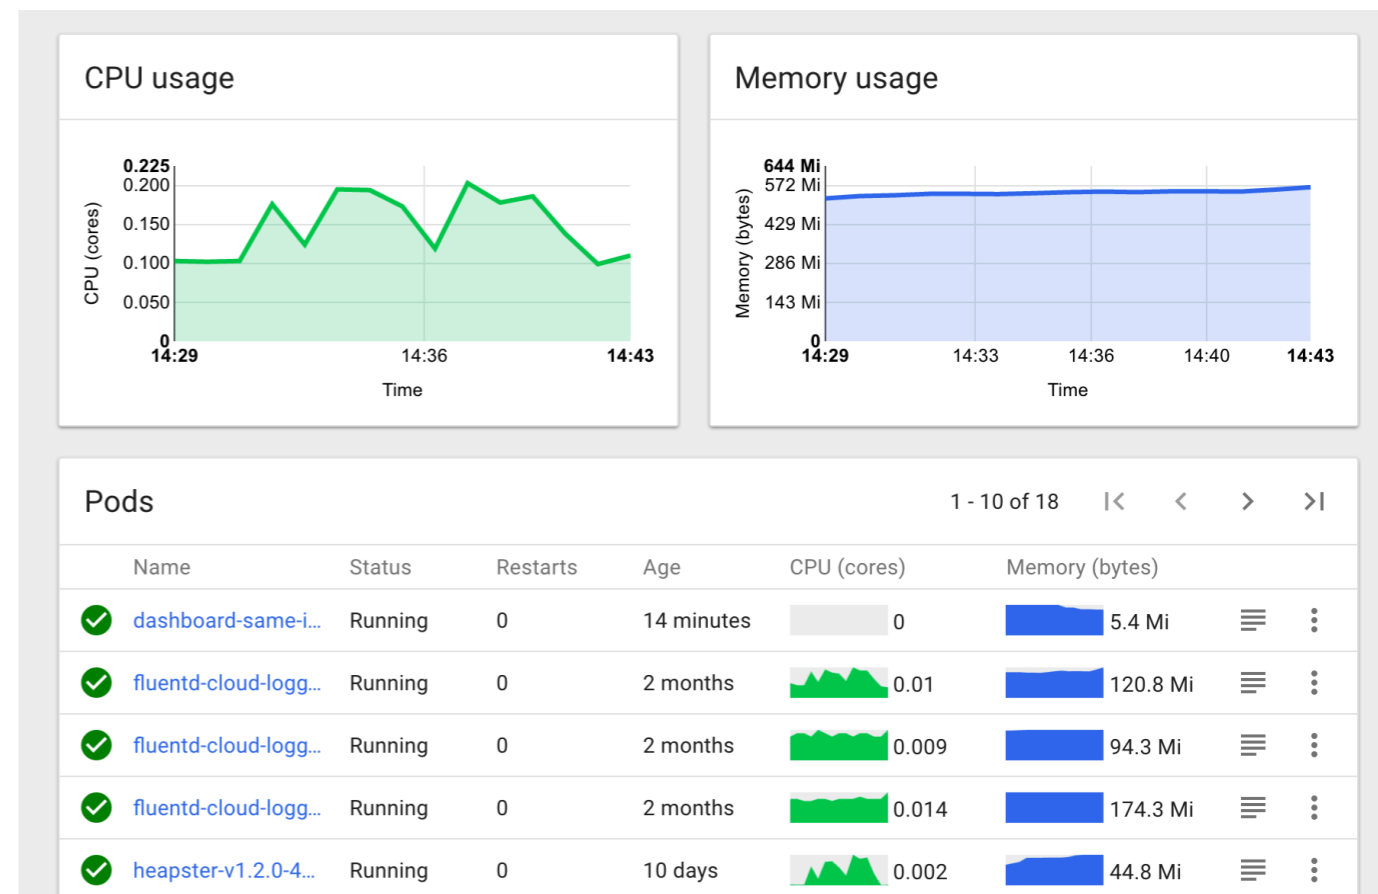 CPU usage
0.225
0.200
0.150
0.100
0.050
0
CPU (cores)
14:29 14:36 14:43
Time
Memory usage
644 Mi
572 Mi
429 Mi
286 Mi
143 Mi
0
Memory (bytes)
14:29 14:33 14:36 14:40 14:43
Time
Pods
1 - 10 of 18
Name Status Restarts Age CPU (cores) Memory (bytes)
dashboard-same-i... Running 0 14 minutes 0 5.4 Mi
fluentd-cloud-logg... Running 0 2 months 0.01 120.8 Mi
fluentd-cloud-logg... Running 0 2 months 0.009 94.3 Mi
fluentd-cloud-logg... Running 0 2 months 0.014 174.3 Mi
heapster-v1.2.0-4... Running 0 10 days 0.002 44.8 Mi